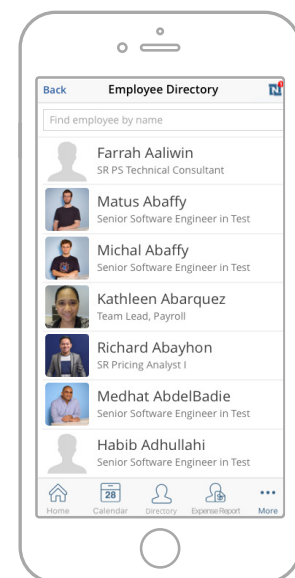 Back Employee Directory N
Find employee by name
Farrah Aaliwin
SR PS Technical Consultant
Matus Abaffy
Senior Software Engineer in Test
Michal Abaffy
Senior Software Engineer in Test
Kathleen Abarquez
Team Lead, Payroll
Richard Abayhon
SR Pricing Analyst I
Medhat AbdelBadie
Senior Software Engineer in Test
Habib Adhullahi
Senior Software Engineer in Test
28
Home Calendar Directory Expense Report More